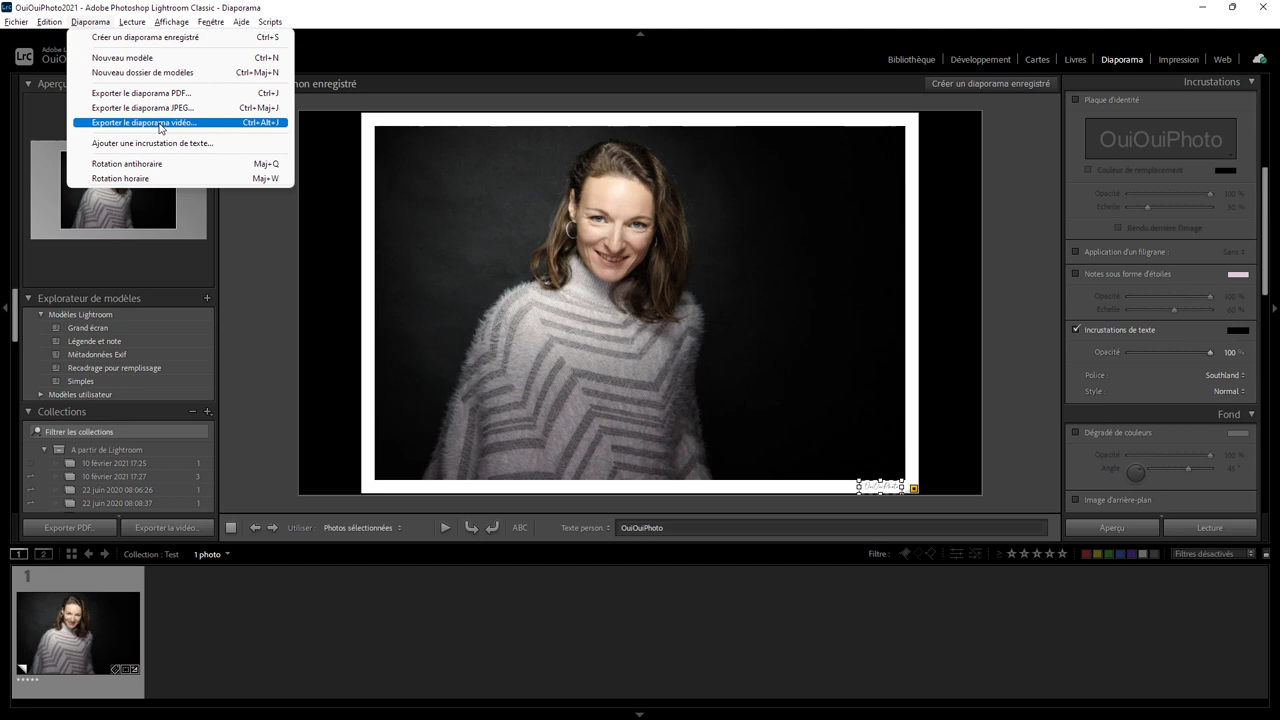 OuiOuiPhoto2021 - Adobe Photoshop Lightroom Classic - Diaporama
Fichier Edition Diaporama Lecture Affichage Fenêtre Aide Scripts
Créer un diaporama enregistré Ctrl+S
Nouveau modèle Ctrl+N
Nouveau dossier de modèles Ctrl+Maj+N
Exporter le diaporama PDF... Ctrl+J
Exporter le diaporama JPEG... Ctrl+Maj+J
Exporter le diaporama vidéo... Ctrl+Alt+J
Ajouter une incrustation de texte...
Rotation antihoraire Maj+Q
Rotation horaire Maj+W
Lrc
Bibliothèque Développement Cartes Livres Diaporama Impression Web
non enregistré
Créer un diaporama enregistré
Explorateur de modèles
Modèles Lightroom
Grand écran
Légende et note
Métadonnées Exif
Recadrage pour remplissage
Simples
Modèles utilisateur
Collections
Filtrer les collections
A partir de Lightroom
10 février 2021 17:25 1
10 février 2021 17:27 3
22 juin 2020 08:06:26 1
22 juin 2020 08:08:37 1
Exporter PDF... Exporter la vidéo...
OuiOuiPhoto
Incrustations
Plaque d'identité
OuiOuiPhoto
Couleur de remplacement
Opacité 100 %
Echelle 30 %
Rendu derrière l'image
Application d'un filigrane : Sans
Notes sous forme d'étoiles
Opacité 100 %
Echelle 60 %
Incrustations de texte
Opacité 100 %
Police : Southland
Style : Normal
Fond
Dégradé de couleurs
Opacité 100 %
Angle 45 °
Image d'arrière-plan
Aperçu Lecture
Utiliser : Photos sélectionnées ABC Texte person. : OuiOuiPhoto
1 2 Collection : Test 1 photo
Filtre : Filtres désactivés
1